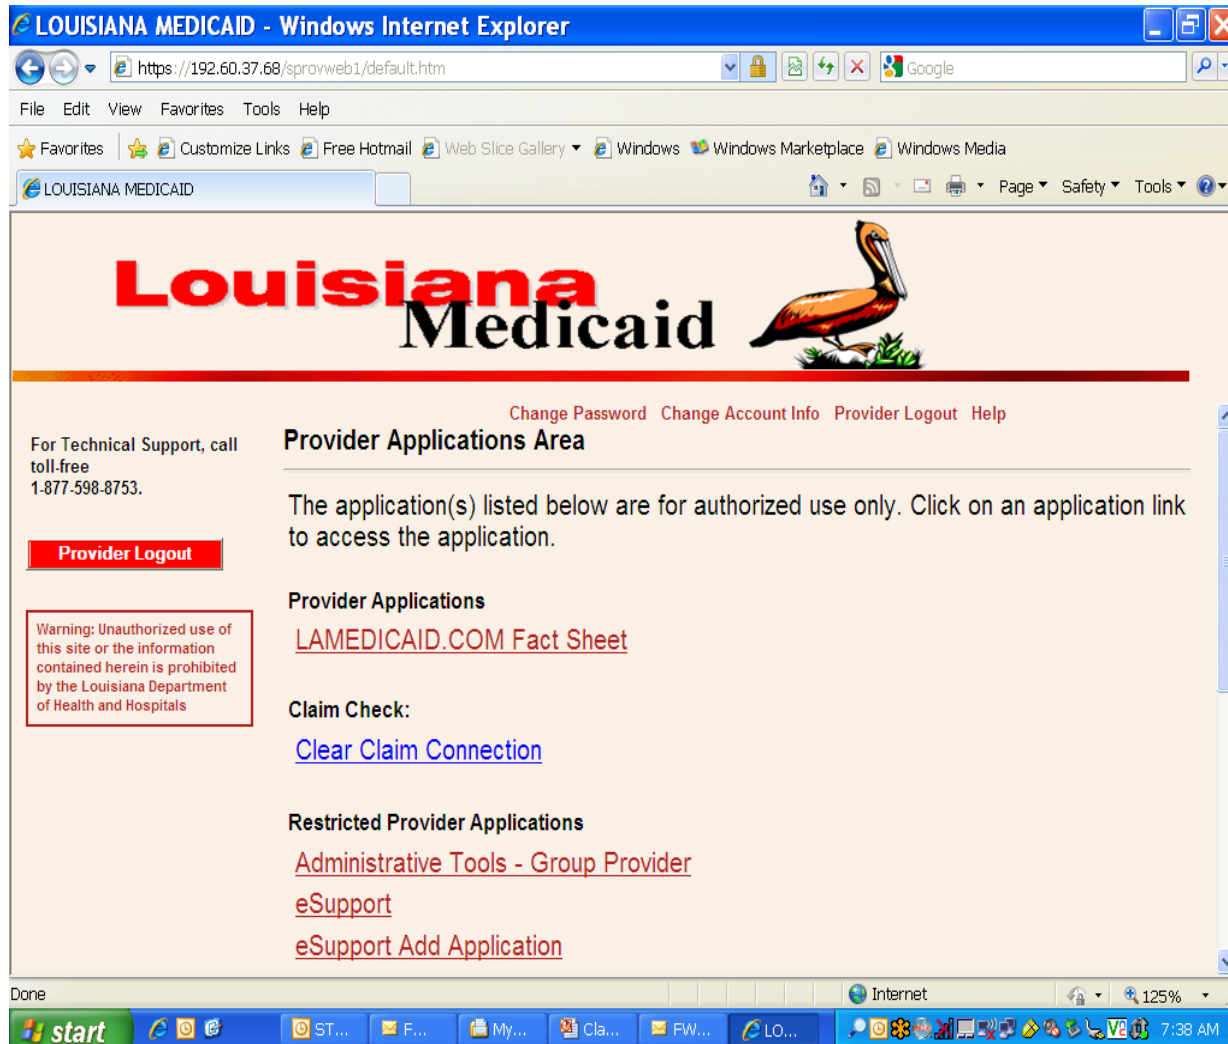 LOUISIANA MEDICAID - Windows Internet Explorer
https://192.60.37.68/sprovweb1/default.htm
Google
File Edit View Favorites Tools Help
Favorites Customize Links Free Hotmail Web Slice Gallery Windows Windows Marketplace Windows Media
LOUISIANA MEDICAID
Page Safety Tools
Louisiana
Medicaid
Change Password Change Account Info Provider Logout Help
For Technical Support, call
toll-free
1-877-598-8753.
Provider Logout
Warning: Unauthorized use of
this site or the information
contained herein is prohibited
by the Louisiana Department
of Health and Hospitals
Provider Applications Area
The application(s) listed below are for authorized use only. Click on an application link
to access the application.
Provider Applications
LAMEDICAID.COM Fact Sheet
Claim Check:
Clear Claim Connection
Restricted Provider Applications
Administrative Tools - Group Provider
eSupport
eSupport Add Application
Done
Internet
125%
start
ST...
F...
My...
Cla...
FW...
LO...
V2
7:38 AM